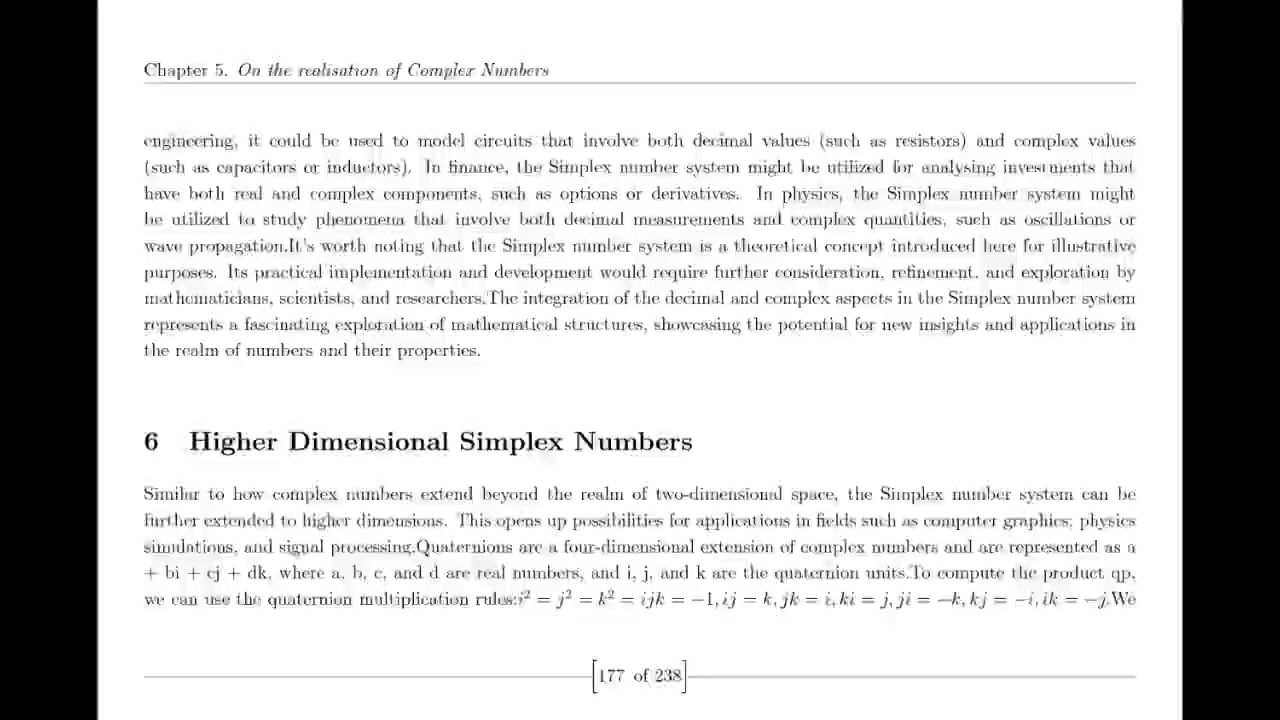 Chapter 5. On the realisation of Complex Numbers
engineering, it could be used to model circuits that involve both decimal values (such as resistors) and complex values
(such as capacitors or inductors). In finance, the Simplex number system might be utilized for analysing investments that
have both real and complex components, such as options or derivatives. In physics, the Simplex number system might
be utilized to study phenomena that involve both decimal measurements and complex quantities, such as oscillations or
wave propagation.It's worth noting that the Simplex number system is a theoretical concept introduced here for illustrative
purposes. Its practical implementation and development would require further consideration, refinement, and exploration by
mathematicians, scientists, and researchers.The integration of the decimal and complex aspects in the Simplex number system
represents a fascinating exploration of mathematical structures, showcasing the potential for new insights and applications in
the realm of numbers and their properties.
6 Higher Dimensional Simplex Numbers
Similar to how complex numbers extend beyond the realm of two-dimensional space, the Simplex number system can be
further extended to higher dimensions. This opens up possibilities for applications in fields such as computer graphics, physics
simulations, and signal processing.Quaternions are a four-dimensional extension of complex numbers and are represented as a
+ bi + cj + dk, where a, b, c, and d are real numbers, and i, j, and k are the quaternion units.To compute the product qp,
we can use the quaternion multiplication rules:i² = j² = k² = ijk = −1, ij = k, jk = i, ki = j, ji = −k, kj = −i, ik = −j.We
[177 of 238]